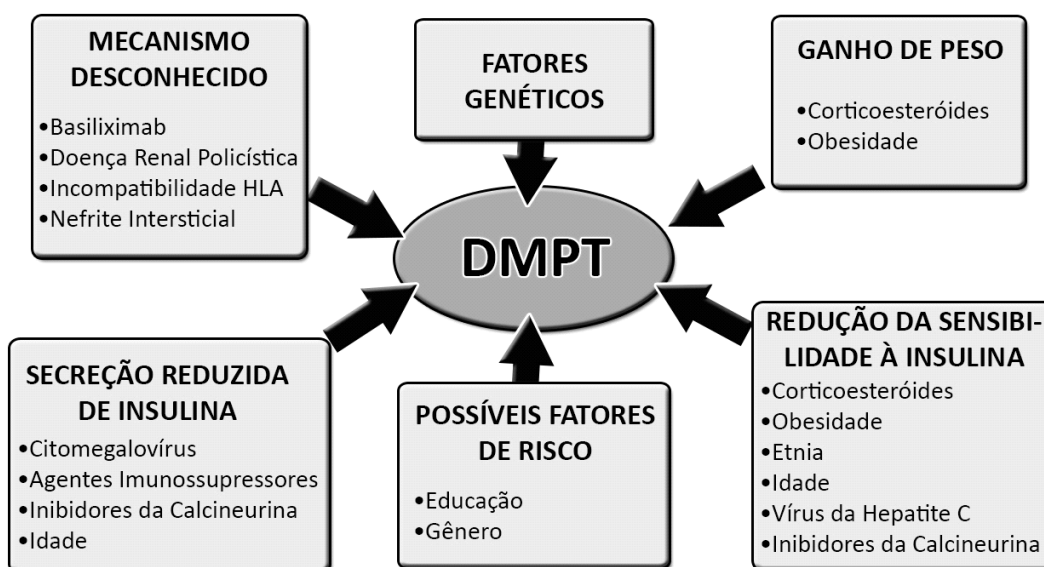 MECANISMO
DESCONHECIDO
•Basiliximab
•Doença Renal Policística
•Incompatibilidade HLA
•Nefrite Intersticial
FATORES
GENÉTICOS
GANHO DE PESO
•Corticoesteróides
•Obesidade
DMPT
SECREÇÃO REDUZIDA
DE INSULINA
•Citomegalovírus
•Agentes Imunossupressores
•Inibidores da Calcineurina
•Idade
POSSÍVEIS FATORES
DE RISCO
•Educação
•Gênero
REDUÇÃO DA SENSIBI-
LIDADE À INSULINA
•Corticoesteróides
•Obesidade
•Etnia
•Idade
•Vírus da Hepatite C
•Inibidores da Calcineurina